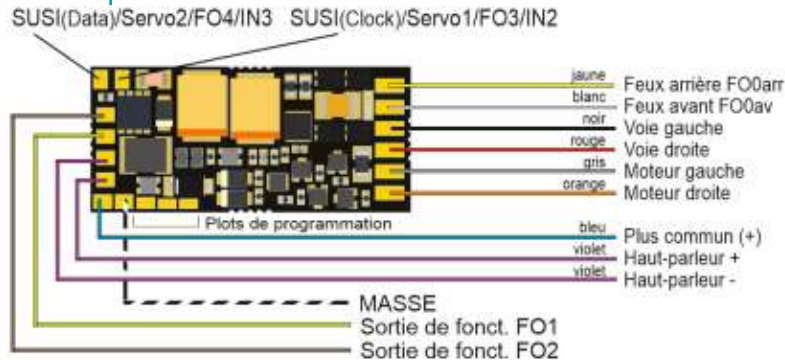 SUSI(Data)/Servo2/FO4/IN3 SUSI(Clock)/Servo1/FO3/IN2
jaune Feux arrière FO0arr
blanc Feux avant FO0av
noir Voie gauche
rouge Voie droite
gris Moteur gauche
orange Moteur droite
Plots de programmation
bleu Plus commun (+)
violet Haut-parleur +
violet Haut-parleur -
MASSE
Sortie de fonct. FO1
Sortie de fonct. FO2